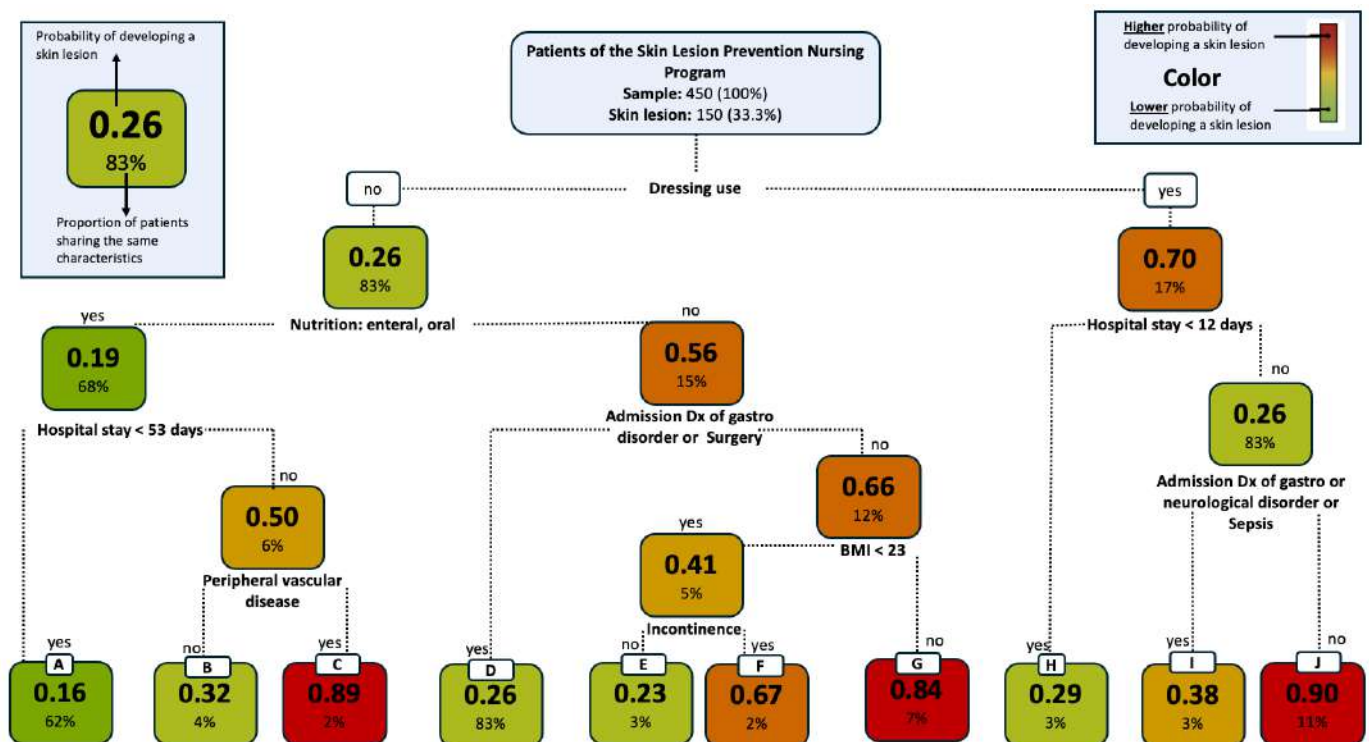 Probability of developing a
skin lesion
0.26
83%
Proportion of patients
sharing the same
characteristics
Patients of the Skin Lesion Prevention Nursing
Program
Sample: 450 (100%)
Skin lesion: 150 (33.3%)
Higher probability of
developing a skin lesion
Color
Lower probability of
developing a skin lesion
no
Dressing use
yes
0.26
83%
0.70
17%
yes
Nutrition: enteral, oral
no
Hospital stay < 12 days
0.19
68%
0.56
15%
no
0.26
83%
Hospital stay < 53 days
Admission Dx of gastro
disorder or Surgery
no
no
0.50
6%
0.66
12%
Admission Dx of gastro or
neurological disorder or
Sepsis
yes
BMI < 23
0.41
5%
Peripheral vascular
disease
Incontinence
yes
A
0.16
62%
no
B
0.32
4%
yes
C
0.89
2%
yes
D
0.26
83%
no
E
0.23
3%
yes
F
0.67
2%
no
G
0.84
7%
yes
H
0.29
3%
yes
I
0.38
3%
no
J
0.90
11%